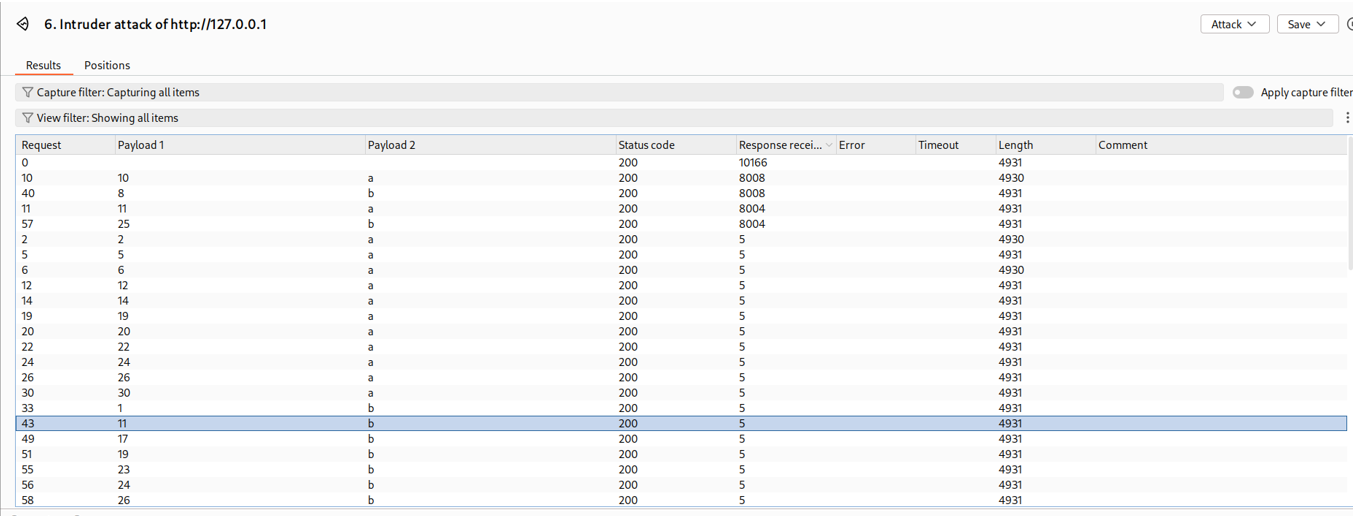 6. Intruder attack of http://127.0.0.1 Attack Save
Results Positions
Capture filter: Capturing all items Apply capture filter
View filter: Showing all items
Request Payload 1 Payload 2 Status code Response recei... Error Timeout Length Comment
0 200 10166 4931
10 10 a 200 8008 4930
40 8 b 200 8008 4931
11 11 a 200 8004 4931
57 25 b 200 8004 4931
2 2 a 200 5 4930
5 5 a 200 5 4931
6 6 a 200 5 4930
12 12 a 200 5 4931
14 14 a 200 5 4931
19 19 a 200 5 4931
20 20 a 200 5 4931
22 22 a 200 5 4931
24 24 a 200 5 4931
26 26 a 200 5 4931
30 30 a 200 5 4931
33 1 b 200 5 4931
43 11 b 200 5 4931
49 17 b 200 5 4931
51 19 b 200 5 4931
55 23 b 200 5 4931
56 24 b 200 5 4931
58 26 b 200 5 4931